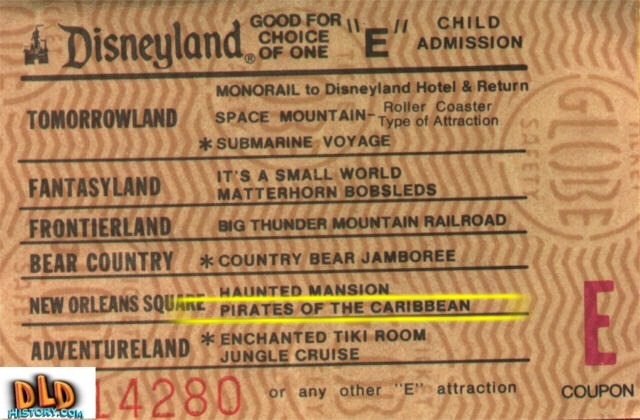 Disneyland® GOOD FOR CHOICE OF ONE "E" CHILD ADMISSION
TOMORROWLAND
MONORAIL to Disneyland Hotel & Return
SPACE MOUNTAIN- Roller Coaster Type of Attraction
* SUBMARINE VOYAGE
FANTASYLAND
IT'S A SMALL WORLD
MATTERHORN BOBSLEDS
FRONTIERLAND BIG THUNDER MOUNTAIN RAILROAD
BEAR COUNTRY * COUNTRY BEAR JAMBOREE
NEW ORLEANS SQUARE
HAUNTED MANSION
PIRATES OF THE CARIBBEAN
ADVENTURELAND
* ENCHANTED TIKI ROOM
JUNGLE CRUISE
14280 or any other "E" attraction
E
COUPON
GLOBE
SAFETY
DLD
HISTORY.COM